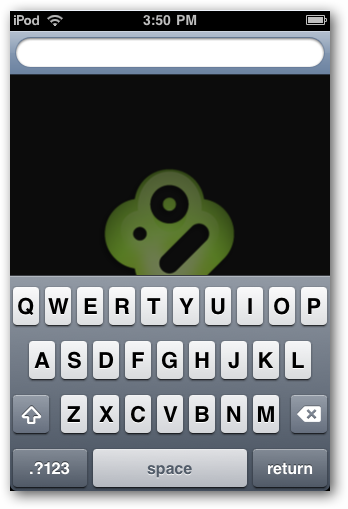 iPod 3:50 PM
Q W E R T Y U I O P
A S D F G H J K L
Z X C V B N M
.?123 space return